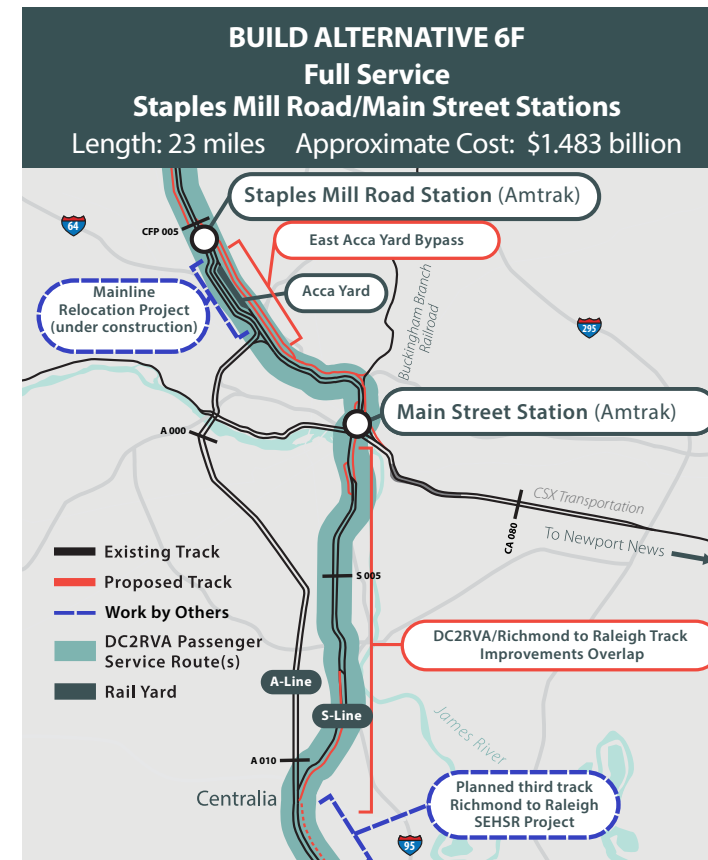 BUILD ALTERNATIVE 6F
Full Service
Staples Mill Road/Main Street Stations
Length: 23 miles Approximate Cost: $1.483 billion
Staples Mill Road Station (Amtrak)
64
CFP 005
East Acca Yard Bypass
Mainline
Relocation Project
(under construction)
Acca Yard
Buckingham Branch
Railroad
295
Main Street Station (Amtrak)
A 000
CSX Transportation
CA 080
To Newport News
Existing Track
Proposed Track
Work by Others
DC2RVA Passenger
Service Route(s)
Rail Yard
S 005
DC2RVA/Richmond to Raleigh Track
Improvements Overlap
A-Line
S-Line
James River
A 010
Centralia
Planned third track
Richmond to Raleigh
SEHSR Project
95